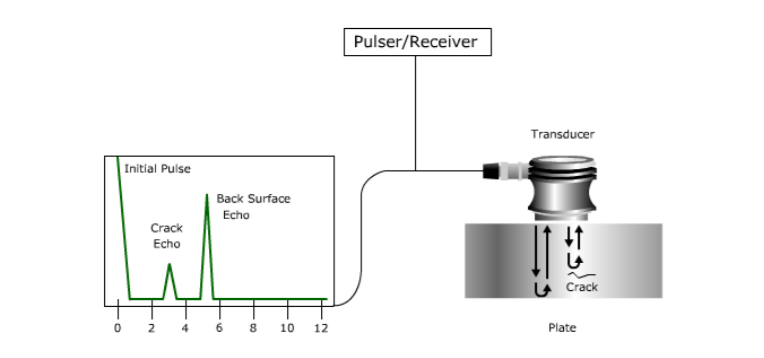 Pulser/Receiver
Transducer
Initial Pulse
Back Surface
Echo
Crack
Echo
Crack
0 2 4 6 8 10 12
Plate